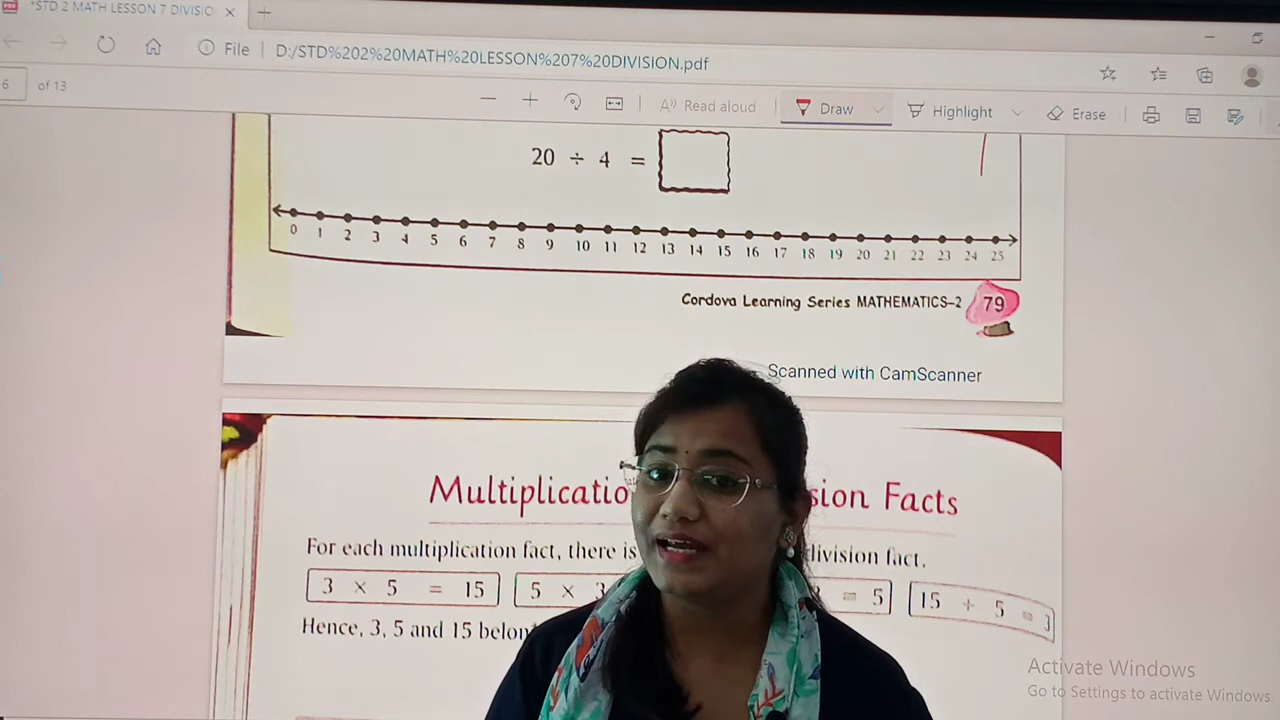 *STD 2 MATH LESSON 7 DIVISIO
File D:/STD%202%20MATH%20LESSON%207%20DIVISION.pdf
6 of 13
Read aloud Draw Highlight Erase
20 ÷ 4 =
0 1 2 3 4 5 6 7 8 9 10 11 12 13 14 15 16 17 18 19 20 21 22 23 24 25
Cordova Learning Series MATHEMATICS–2 79
Scanned with CamScanner
Multiplicatio sion Facts
For each multiplication fact, there is division fact.
3 × 5 = 15 5 × 3 = 5 15 ÷ 5 = 3
Hence, 3, 5 and 15 belon
Activate Windows
Go to Settings to activate Windows.